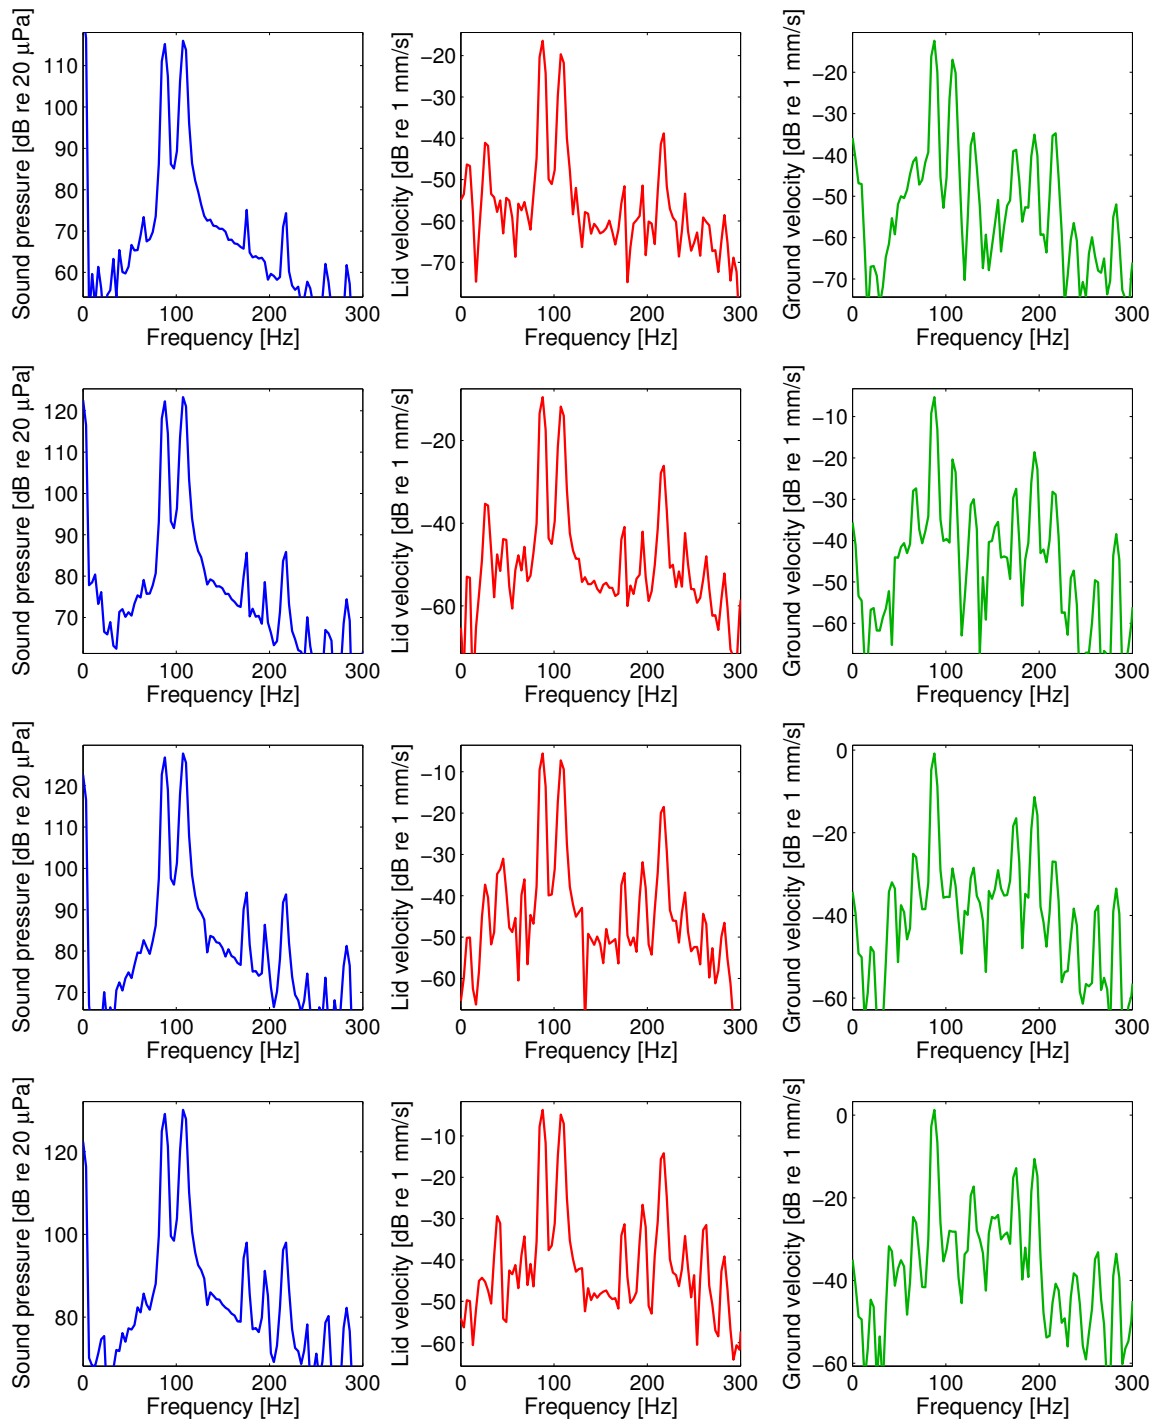 Sound pressure [dB re 20 µPa]
110
100
90
80
70
60
0 100 200 300
Frequency [Hz]
Lid velocity [dB re 1 mm/s]
−20
−30
−40
−50
−60
−70
0 100 200 300
Frequency [Hz]
Ground velocity [dB re 1 mm/s]
−20
−30
−40
−50
−60
−70
0 100 200 300
Frequency [Hz]
Sound pressure [dB re 20 µPa]
120
110
100
90
80
70
0 100 200 300
Frequency [Hz]
Lid velocity [dB re 1 mm/s]
−20
−40
−60
0 100 200 300
Frequency [Hz]
Ground velocity [dB re 1 mm/s]
−10
−20
−30
−40
−50
−60
0 100 200 300
Frequency [Hz]
Sound pressure [dB re 20 µPa]
120
110
100
90
80
70
0 100 200 300
Frequency [Hz]
Lid velocity [dB re 1 mm/s]
−10
−20
−30
−40
−50
−60
0 100 200 300
Frequency [Hz]
Ground velocity [dB re 1 mm/s]
0
−20
−40
−60
0 100 200 300
Frequency [Hz]
Sound pressure [dB re 20 µPa]
120
100
80
0 100 200 300
Frequency [Hz]
Lid velocity [dB re 1 mm/s]
−10
−20
−30
−40
−50
−60
0 100 200 300
Frequency [Hz]
Ground velocity [dB re 1 mm/s]
0
−20
−40
−60
0 100 200 300
Frequency [Hz]